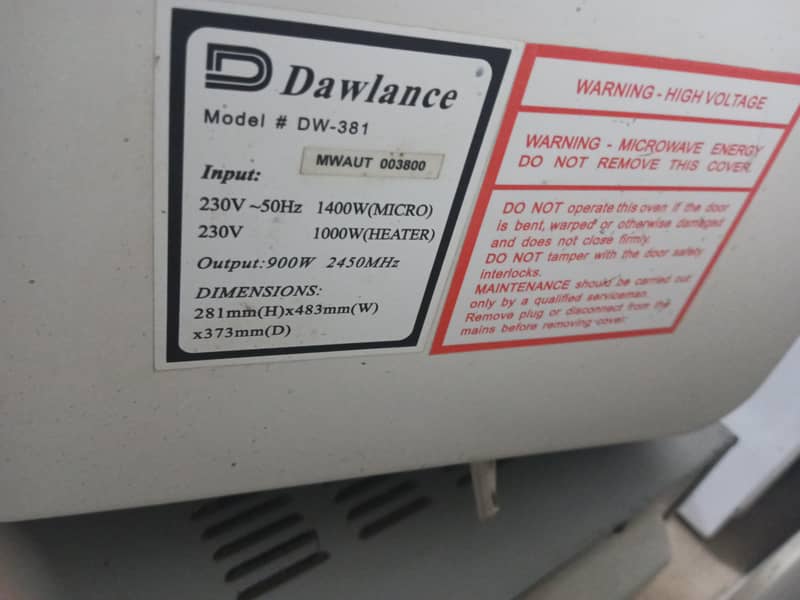 Dawlance
Model # DW-381
MWAUT 003800
Input:
230V ~50Hz 1400W(MICRO)
230V 1000W(HEATER)
Output:900W 2450MHz
DIMENSIONS:
281mm(H)x483mm(W)
x373mm(D)
WARNING - HIGH VOLTAGE
WARNING - MICROWAVE ENERGY
DO NOT REMOVE THIS COVER.
DO NOT operate this oven if the door
is bent, warped or otherwise damaged
and does not close firmly.
DO NOT tamper with the door safety
interlocks.
MAINTENANCE should be carried out
only by a qualified serviceman.
Remove plug or disconnect from the
mains before removing cover.